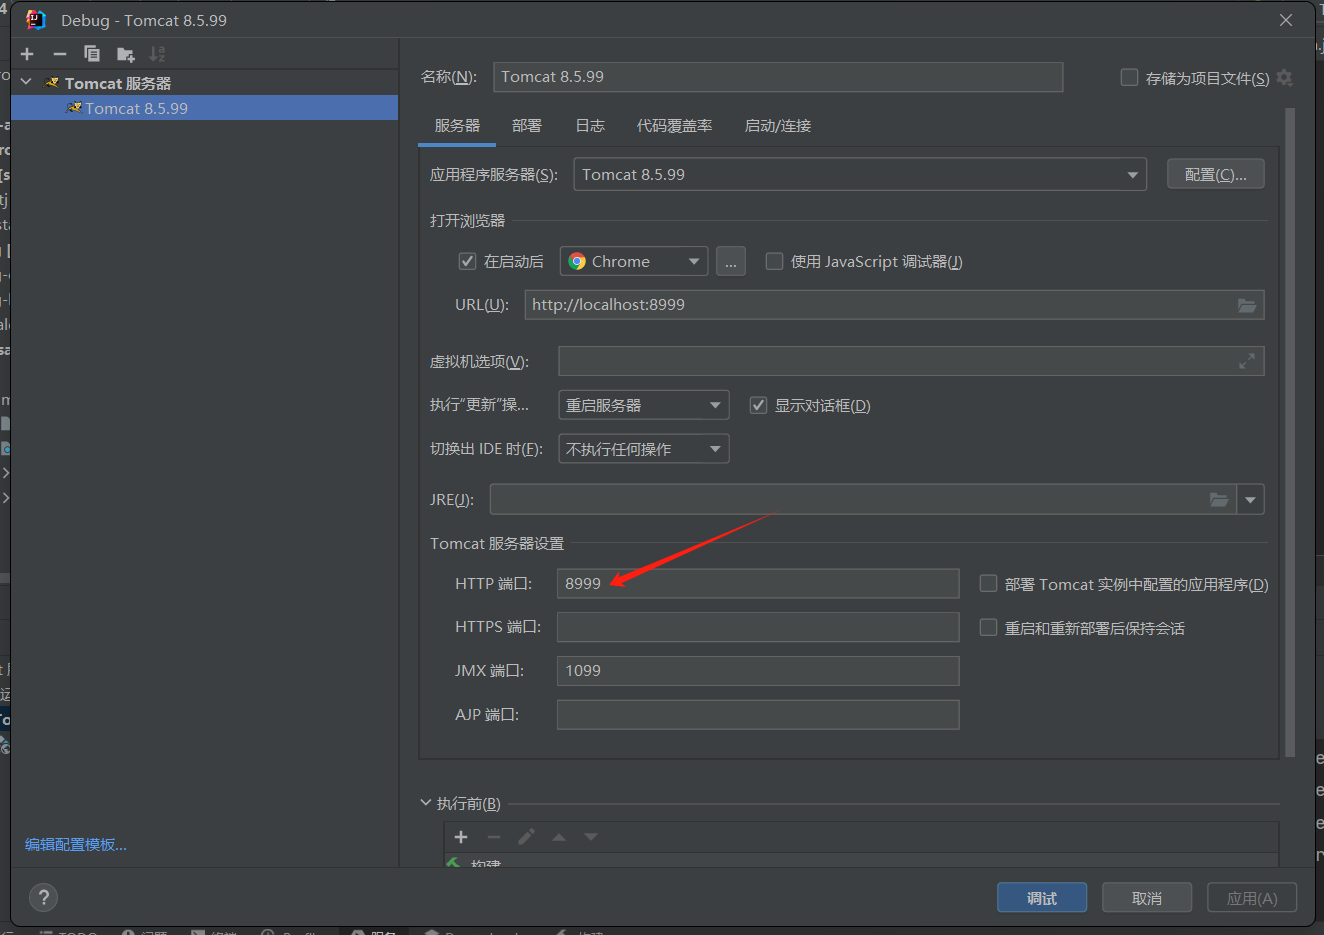 Debug - Tomcat 8.5.99
名称(N):
Tomcat 8.5.99
存储为项目文件(S)
Tomcat 服务器
Tomcat 8.5.99
服务器 部署 日志 代码覆盖率 启动/连接
应用程序服务器(S):
Tomcat 8.5.99
配置(C)...
打开浏览器
在启动后
Chrome
...
使用 JavaScript 调试器(J)
URL(U):
http://localhost:8999
虚拟机选项(V):
执行“更新”操...
重启服务器
显示对话框(D)
切换出 IDE 时(F):
不执行任何操作
JRE(J):
Tomcat 服务器设置
HTTP 端口:
8999
部署 Tomcat 实例中配置的应用程序(D)
HTTPS 端口:
重启和重新部署后保持会话
JMX 端口:
1099
AJP 端口:
执行前(B)
构建
编辑配置模板...
?
调试
取消
应用(A)